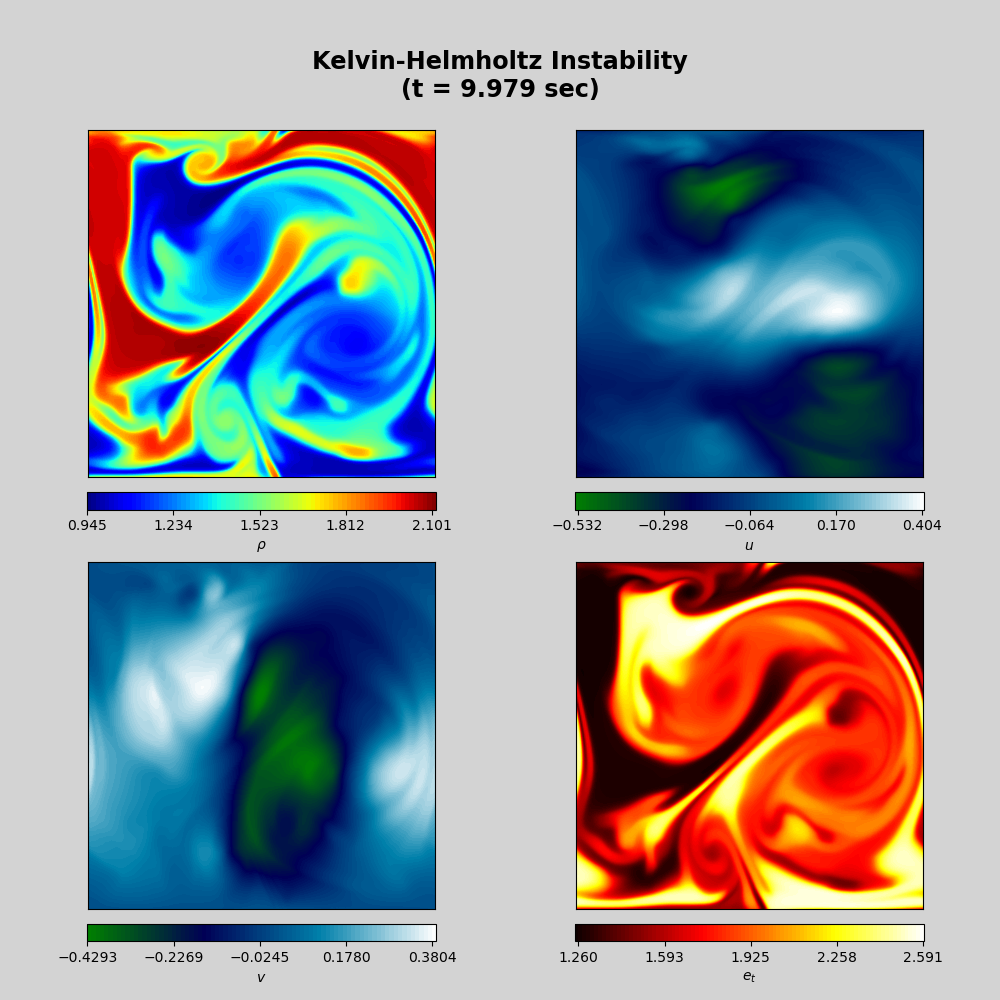 Kelvin-Helmholtz Instability
(t = 9.979 sec)
0.945 1.234 1.523 1.812 2.101
ρ
−0.532 −0.298 −0.064 0.170 0.404
u
−0.4293 −0.2269 −0.0245 0.1780 0.3804
v
1.260 1.593 1.925 2.258 2.591
eₜ